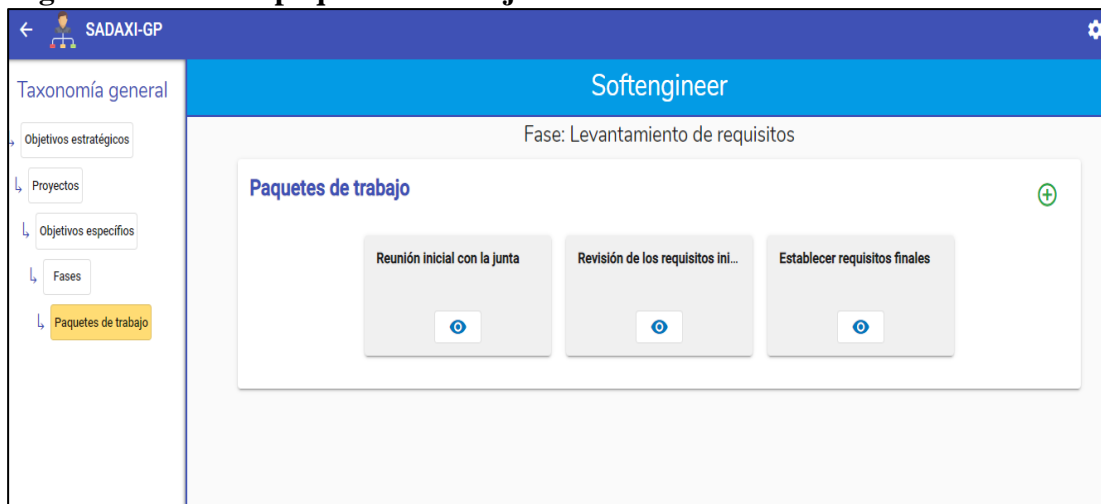 SADAXI-GP
Taxonomía general
Objetivos estratégicos
Proyectos
Objetivos específios
Fases
Paquetes de trabajo
Softengineer
Fase: Levantamiento de requisitos
Paquetes de trabajo
Reunión inicial con la junta
Revisión de los requisitos ini...
Establecer requisitos finales